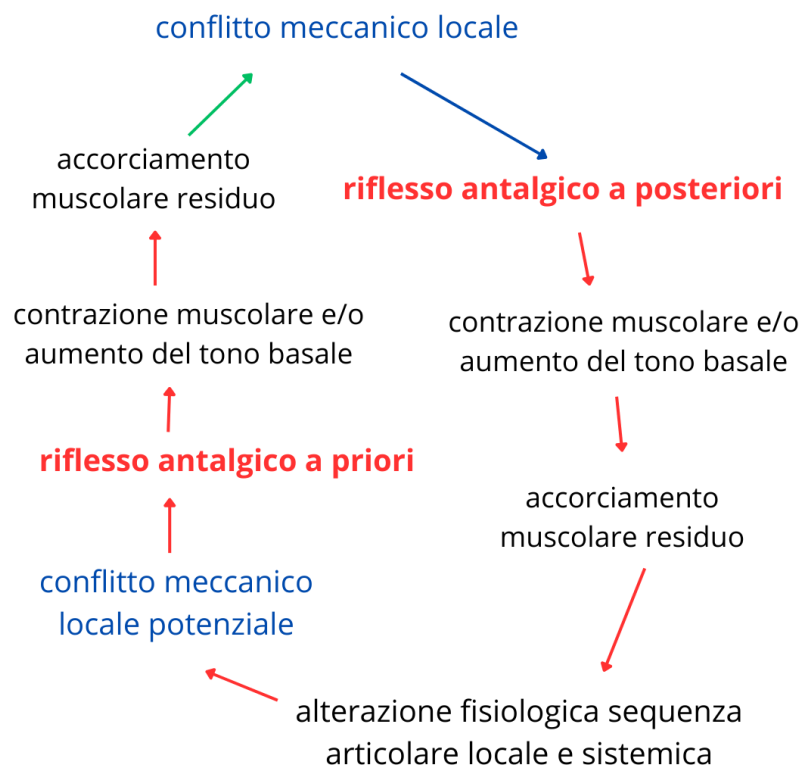 conflitto meccanico locale
riflesso antalgico a posteriori
contrazione muscolare e/o
aumento del tono basale
accorciamento
muscolare residuo
alterazione fisiologica sequenza
articolare locale e sistemica
conflitto meccanico
locale potenziale
riflesso antalgico a priori
contrazione muscolare e/o
aumento del tono basale
accorciamento
muscolare residuo